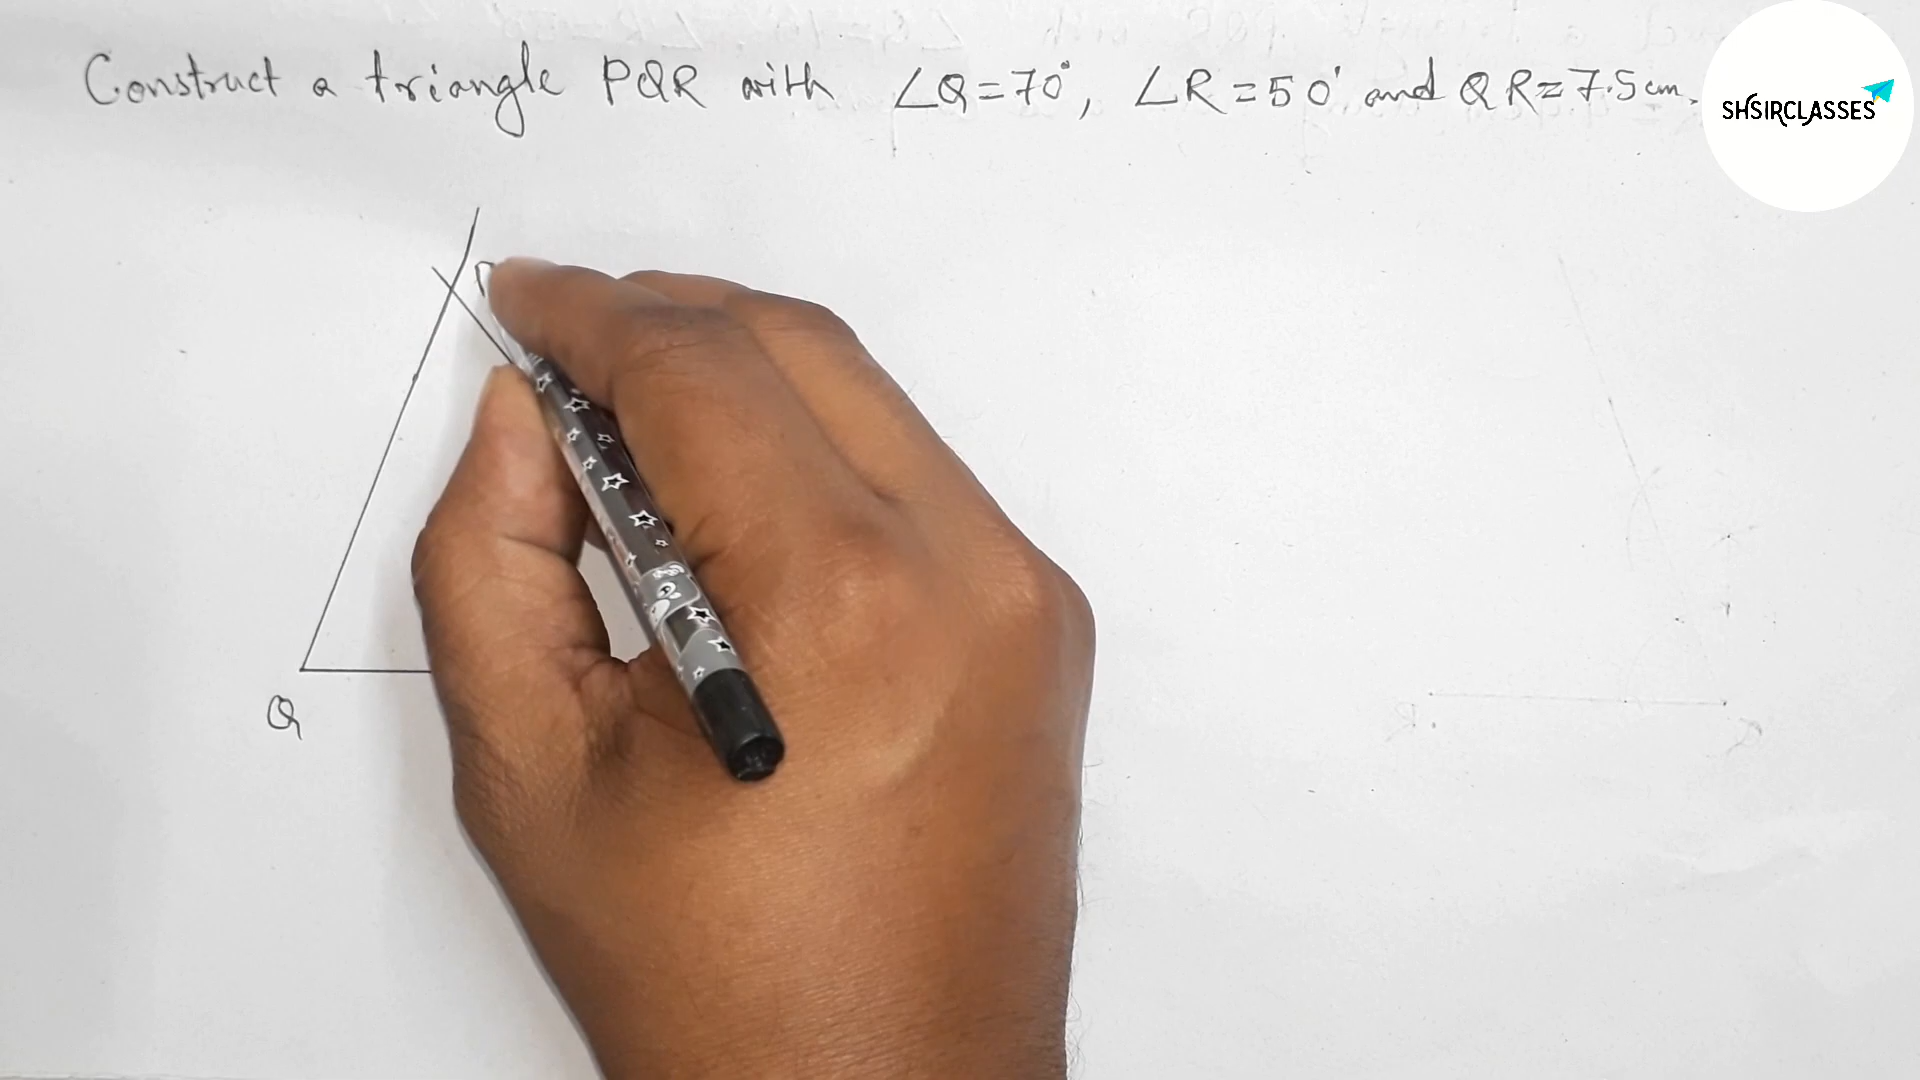 Construct a triangle PQR with ∠Q=70°, ∠R=50° and QR=7.5cm.
SHSIRCLASSES
P
Q